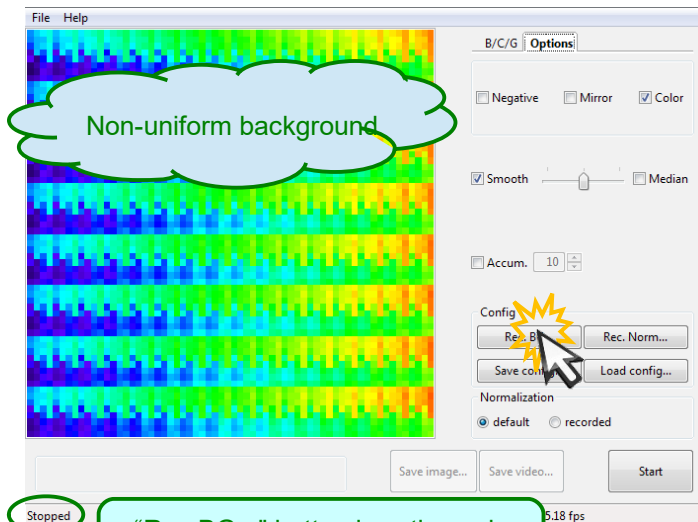 File Help
B/C/G Options
Negative Mirror Color
Non-uniform background
Smooth Median
Accum. 10
Config
Rec. Norm...
Save Load config...
Normalization
default recorded
Save image... Save video... Start
Stopped 5.18 fps